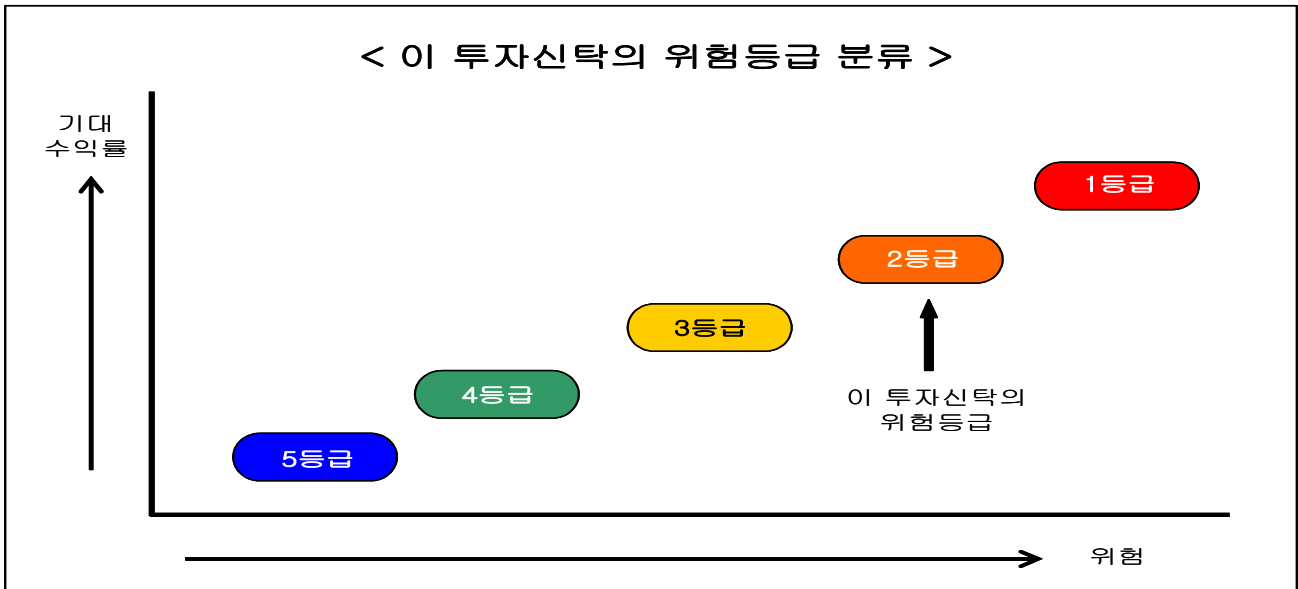 < 이 투자신탁의 위험등급 분류 >
기대
수익률
1등급
2등급
3등급
4등급
이 투자신탁의
위험등급
5등급
위험